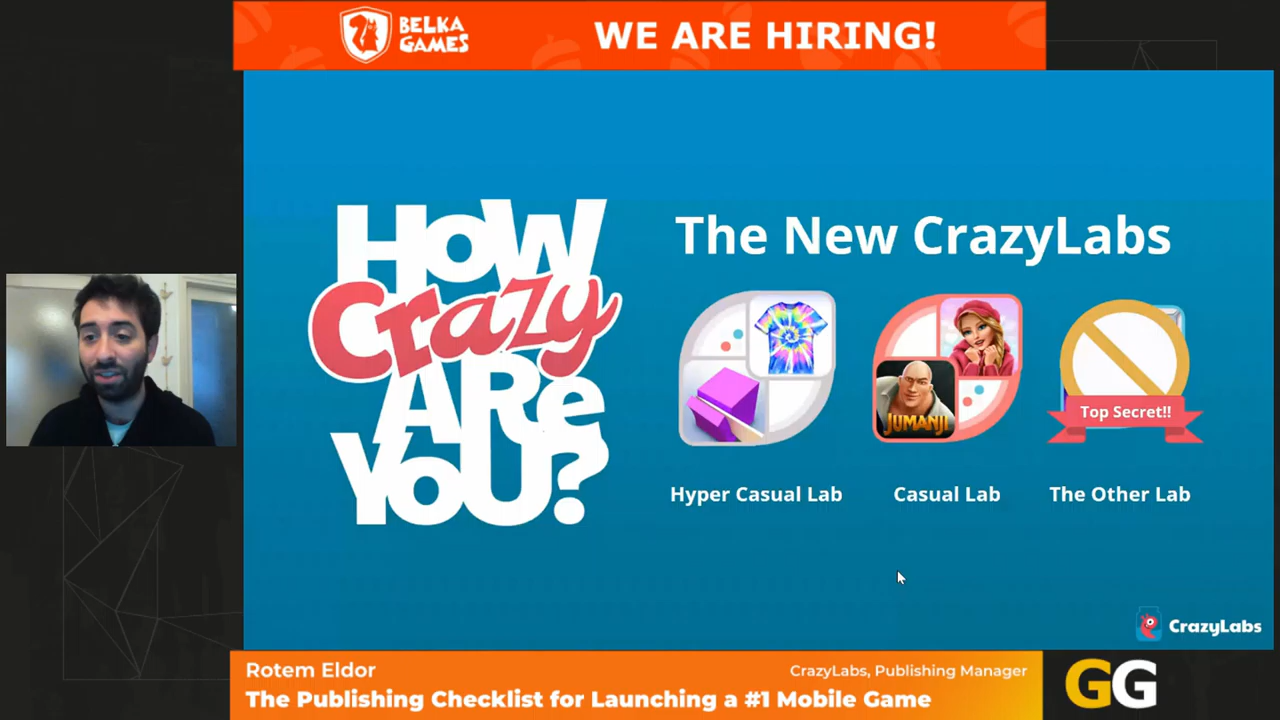 BELKA
GAMES
WE ARE HIRING!
HoW
Crazy
ARe
YoU?
The New CrazyLabs
JUMANJI
Top Secret!!
Hyper Casual Lab
Casual Lab
The Other Lab
CrazyLabs
Rotem Eldor
CrazyLabs, Publishing Manager
The Publishing Checklist for Launching a #1 Mobile Game
GG